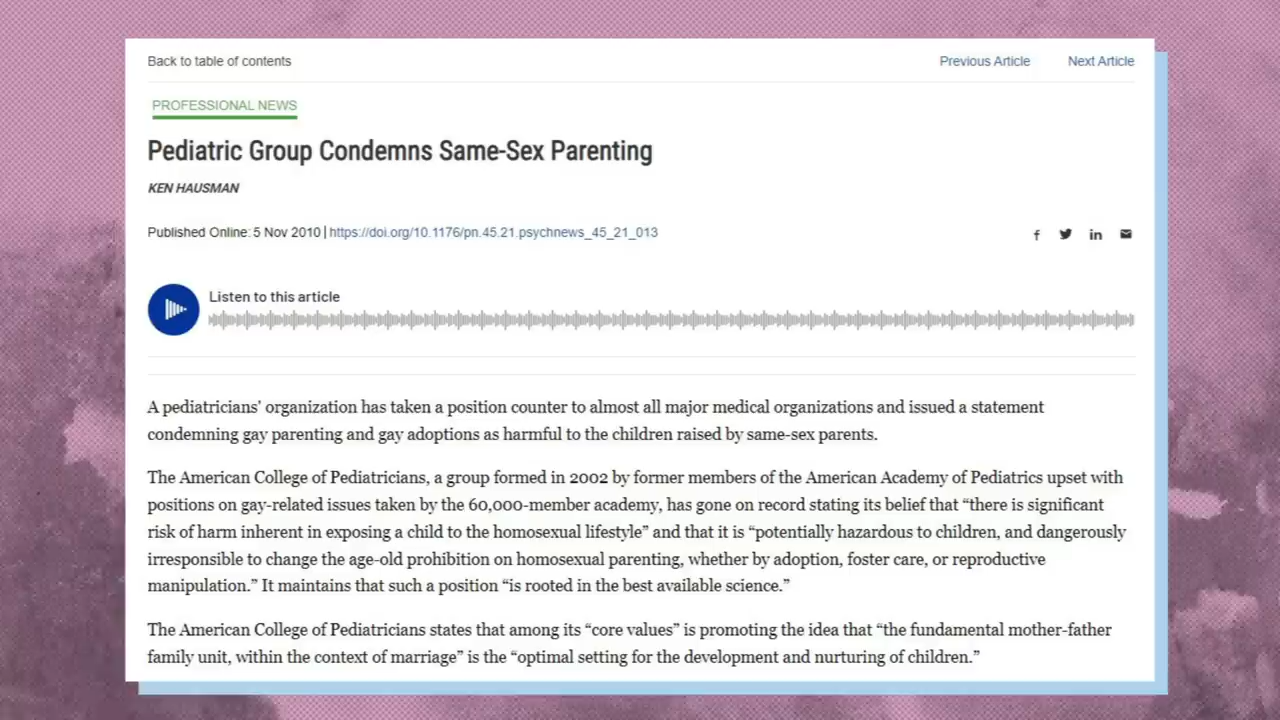 Back to table of contents
Previous Article Next Article
PROFESSIONAL NEWS
Pediatric Group Condemns Same-Sex Parenting
KEN HAUSMAN
Published Online: 5 Nov 2010 | https://doi.org/10.1176/pn.45.21.psychnews_45_21_013
Listen to this article
A pediatricians' organization has taken a position counter to almost all major medical organizations and issued a statement
condemning gay parenting and gay adoptions as harmful to the children raised by same-sex parents.
The American College of Pediatricians, a group formed in 2002 by former members of the American Academy of Pediatrics upset with
positions on gay-related issues taken by the 60,000-member academy, has gone on record stating its belief that “there is significant
risk of harm inherent in exposing a child to the homosexual lifestyle” and that it is “potentially hazardous to children, and dangerously
irresponsible to change the age-old prohibition on homosexual parenting, whether by adoption, foster care, or reproductive
manipulation.” It maintains that such a position “is rooted in the best available science.”
The American College of Pediatricians states that among its “core values” is promoting the idea that “the fundamental mother-father
family unit, within the context of marriage” is the “optimal setting for the development and nurturing of children.”